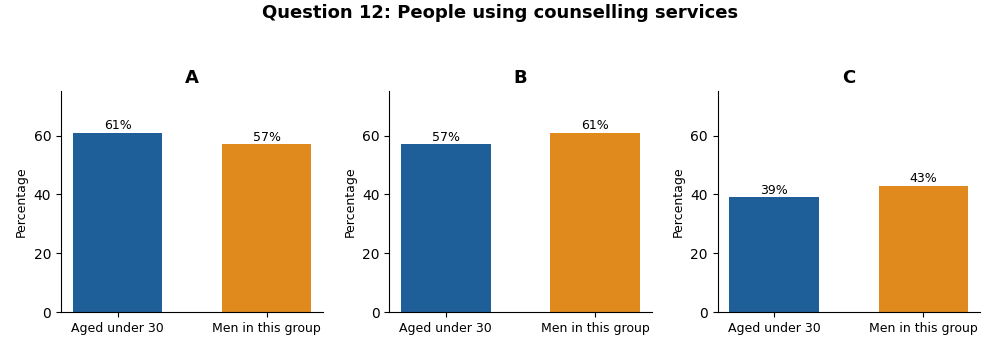 Question 12: People using counselling services
A
Percentage
60
40
20
0
61%
57%
Aged under 30
Men in this group
B
Percentage
60
40
20
0
57%
61%
Aged under 30
Men in this group
C
Percentage
60
40
20
0
39%
43%
Aged under 30
Men in this group